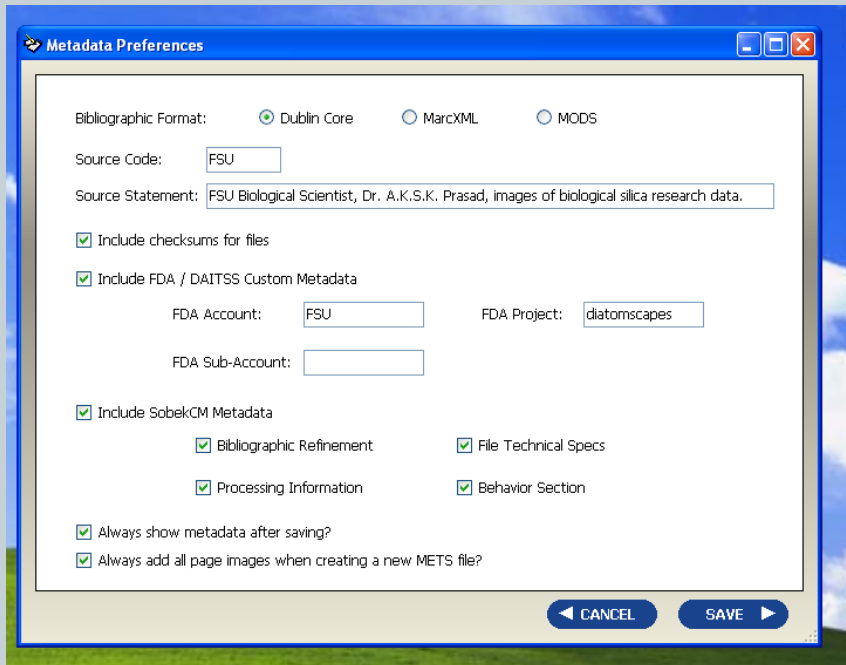 Metadata Preferences
Bibliographic Format: Dublin Core MarcXML MODS
Source Code: FSU
Source Statement: FSU Biological Scientist, Dr. A.K.S.K. Prasad, images of biological silica research data.
Include checksums for files
Include FDA / DAITSS Custom Metadata
FDA Account: FSU FDA Project: diatomscapes
FDA Sub-Account:
Include SobekCM Metadata
Bibliographic Refinement File Technical Specs
Processing Information Behavior Section
Always show metadata after saving?
Always add all page images when creating a new METS file?
CANCEL SAVE